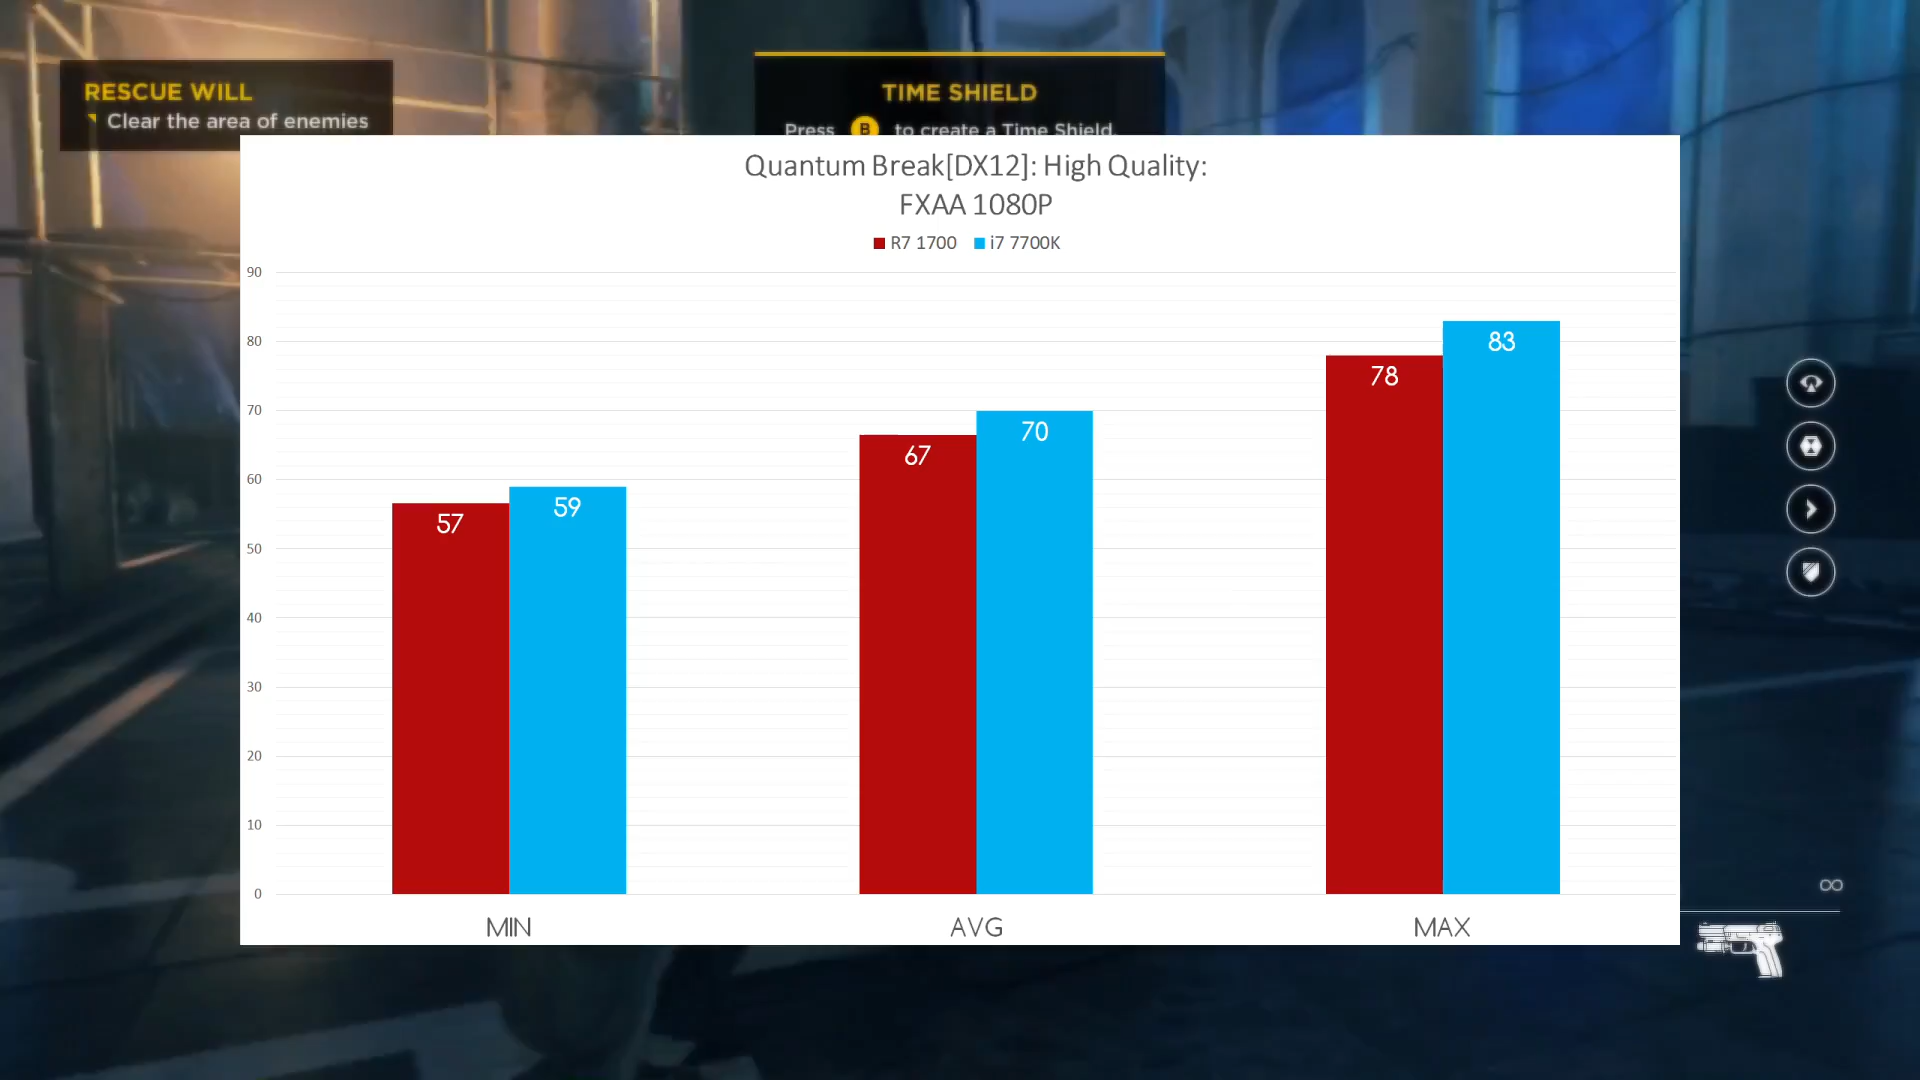 RESCUE WILL
Clear the area of enemies
TIME SHIELD
Press B to create a Time Shield.
Quantum Break[DX12]: High Quality:
FXAA 1080P
R7 1700 i7 7700K
90
80
70
60
50
40
30
20
10
0
57
59
67
70
78
83
MIN AVG MAX
∞